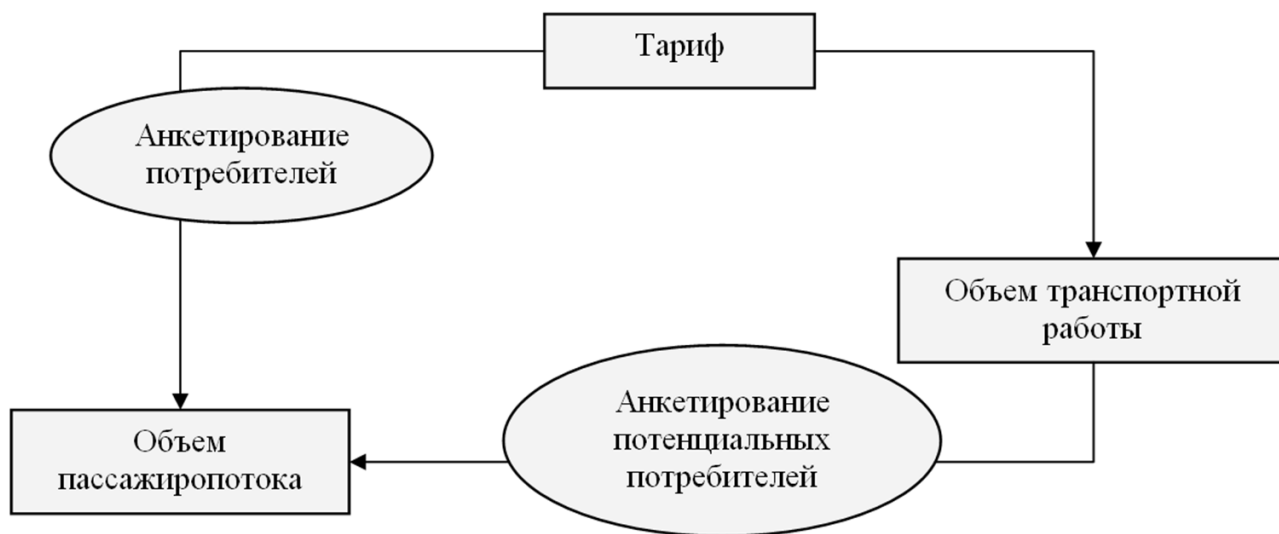 Тариф
Анкетирование
потребителей
Объем транспортной
работы
Анкетирование
потенциальных
потребителей
Объем
пассажиропотока